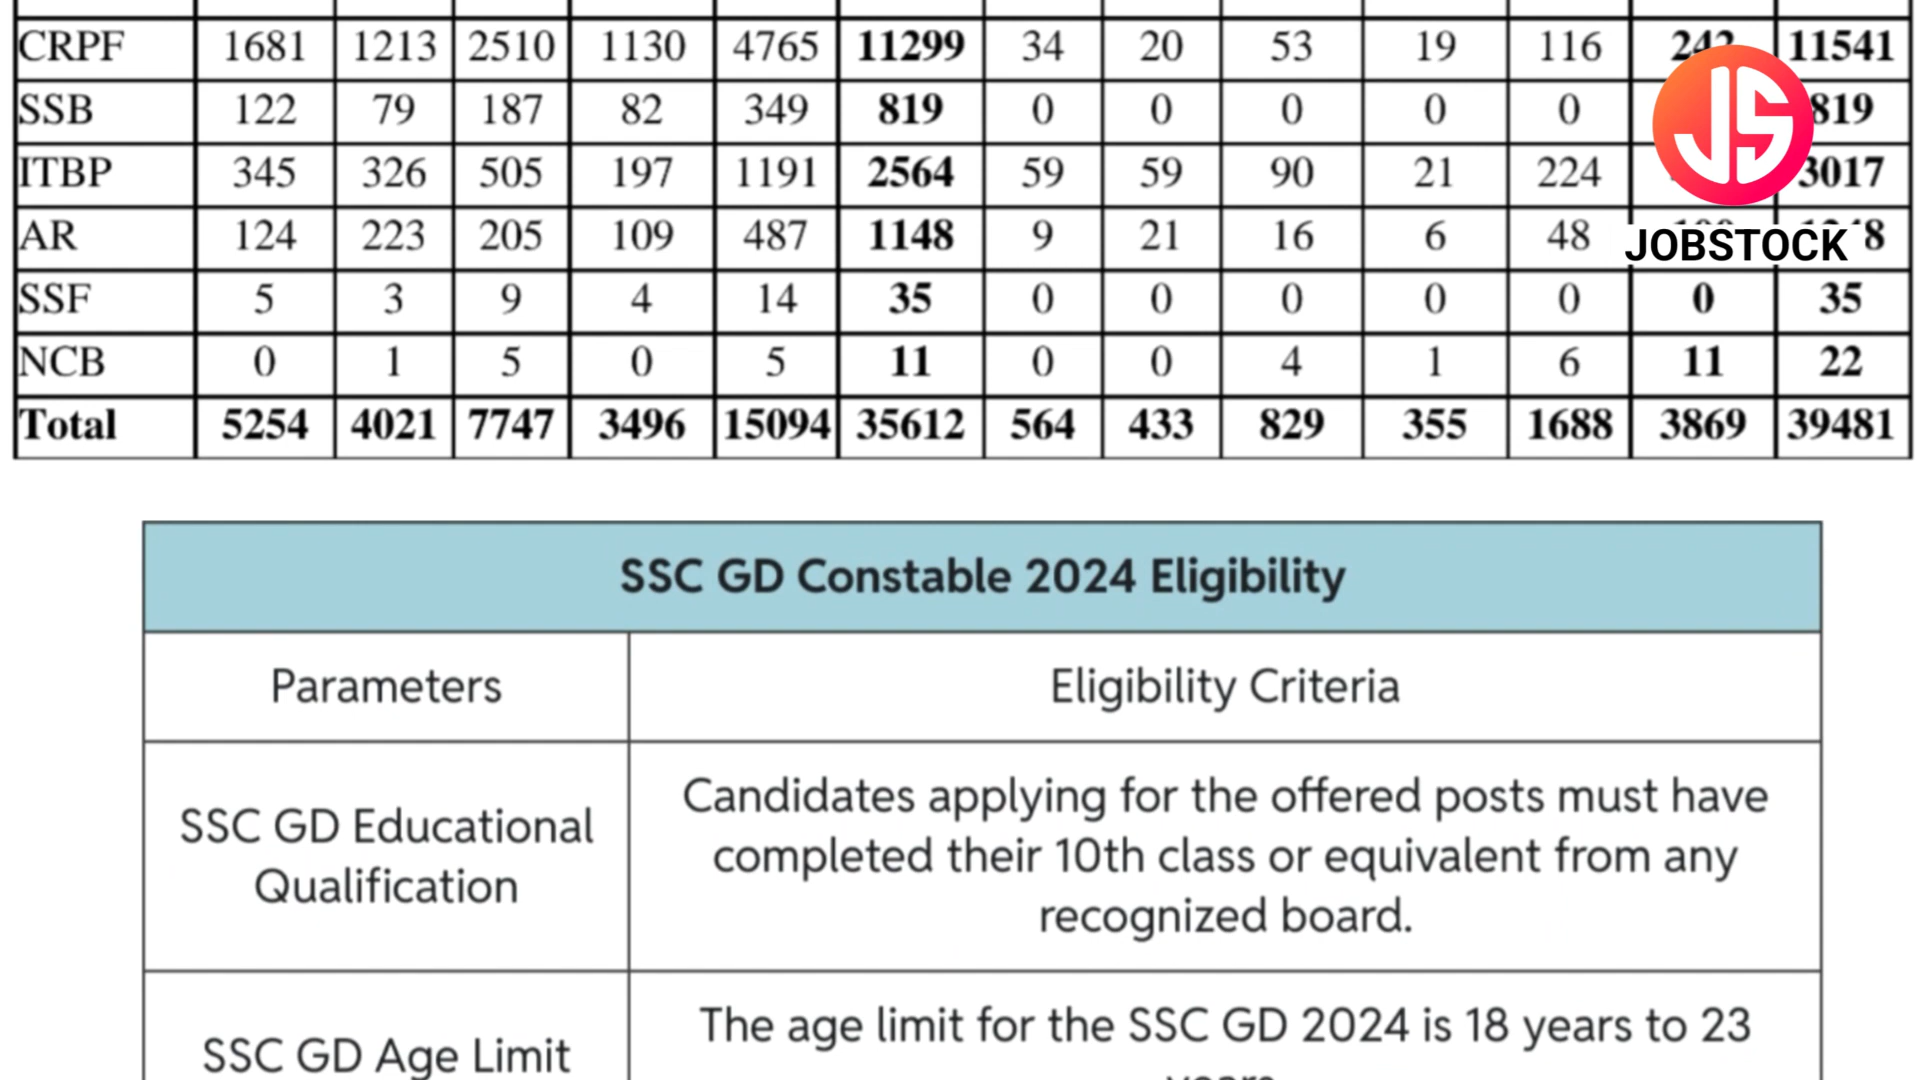 CRPF 1681 1213 2510 1130 4765 11299 34 20 53 19 116 242 11541
SSB 122 79 187 82 349 819 0 0 0 0 0 819
ITBP 345 326 505 197 1191 2564 59 59 90 21 224 3017
AR 124 223 205 109 487 1148 9 21 16 6 48
JS
JOBSTOCK
SSF 5 3 9 4 14 35 0 0 0 0 0 0 35
NCB 0 1 5 0 5 11 0 0 4 1 6 11 22
Total 5254 4021 7747 3496 15094 35612 564 433 829 355 1688 3869 39481
SSC GD Constable 2024 Eligibility
Parameters Eligibility Criteria
SSC GD Educational
Qualification
Candidates applying for the offered posts must have
completed their 10th class or equivalent from any
recognized board.
SSC GD Age Limit
The age limit for the SSC GD 2024 is 18 years to 23
years